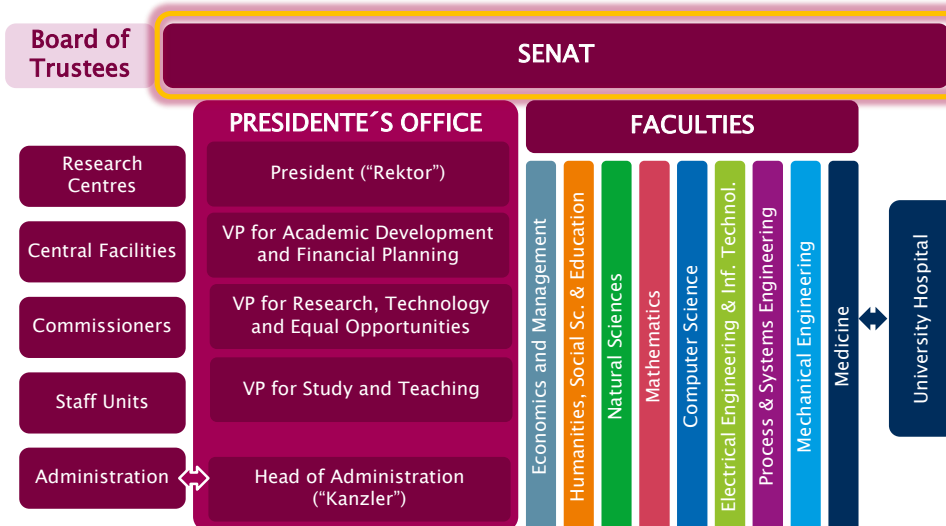 Board of
Trustees
SENAT
PRESIDENTE´S OFFICE
FACULTIES
Research
Centres
Central Facilities
Commissioners
Staff Units
Administration
President (“Rektor”)
VP for Academic Development
and Financial Planning
VP for Research, Technology
and Equal Opportunities
VP for Study and Teaching
Head of Administration
(“Kanzler”)
Economics and Management
Humanities, Social Sc. & Education
Natural Sciences
Mathematics
Computer Science
Electrical Engineering & Inf. Technol.
Process & Systems Engineering
Mechanical Engineering
Medicine
University Hospital